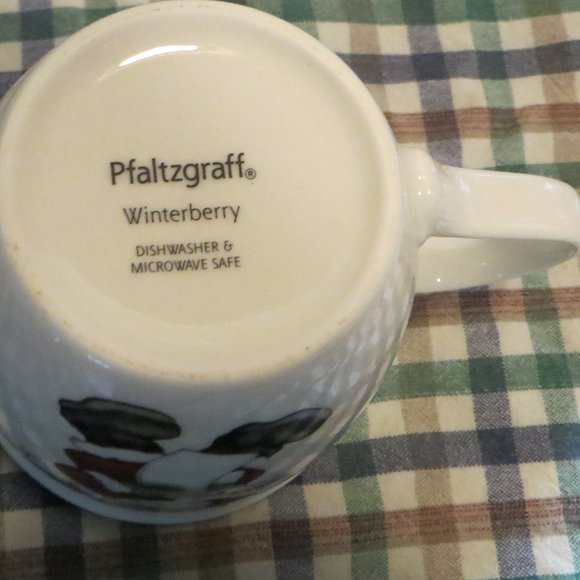 Pfaltzgraff®
Winterberry
DISHWASHER &
MICROWAVE SAFE